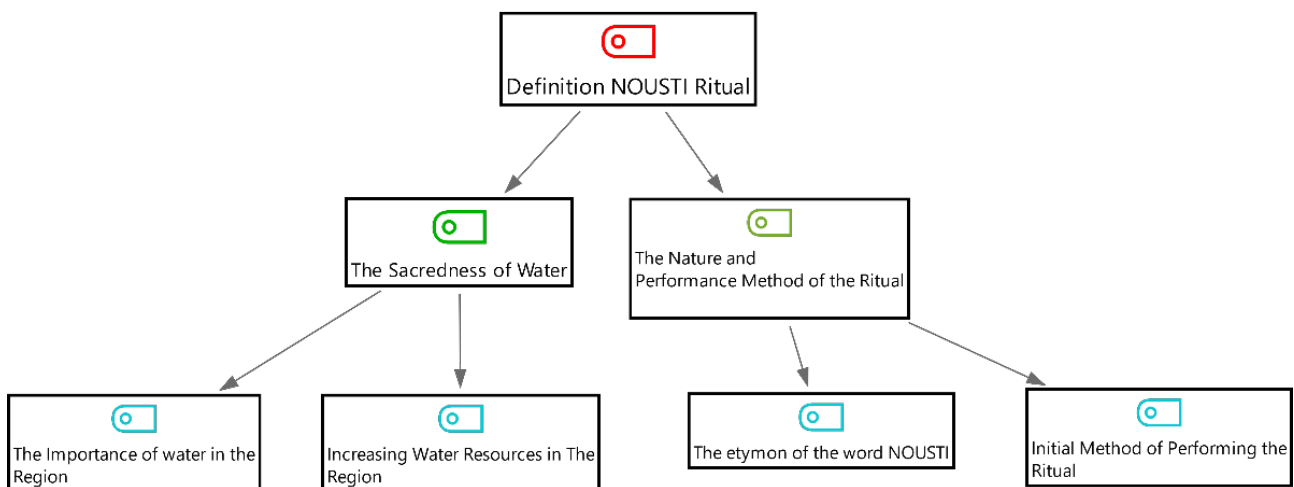 Definition NOUSTI Ritual
The Sacredness of Water
The Nature and
Performance Method of the Ritual
The Importance of water in the
Region
Increasing Water Resources in The
Region
The etymon of the word NOUSTI
Initial Method of Performing the
Ritual